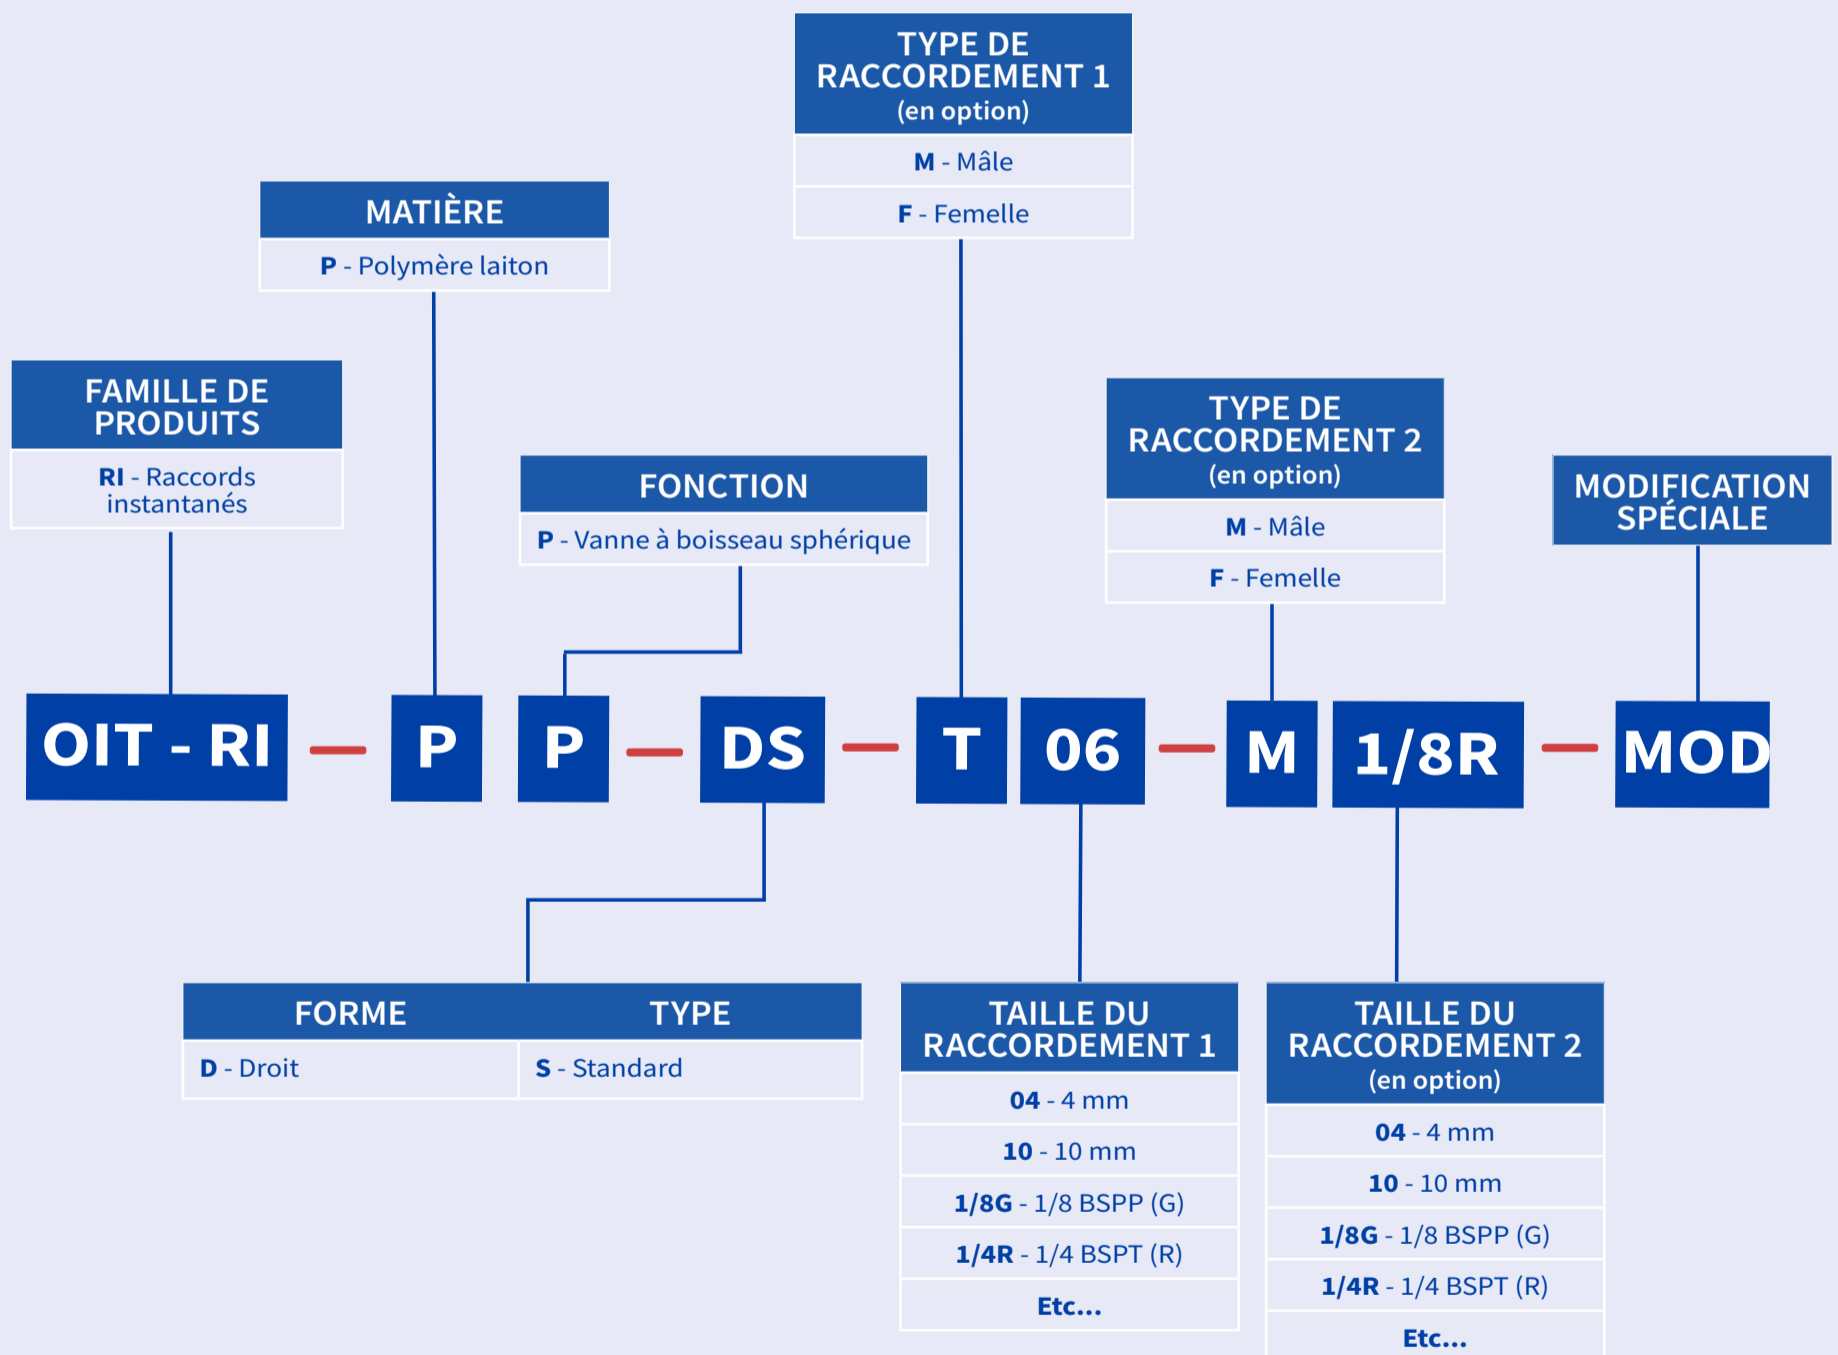 TYPE DE
RACCORDEMENT 1
(en option)
M - Mâle
F - Femelle
MATIÈRE
P - Polymère laiton
FAMILLE DE
PRODUITS
RI - Raccords
instantanés
FONCTION
P - Vanne à boisseau sphérique
TYPE DE
RACCORDEMENT 2
(en option)
M - Mâle
F - Femelle
MODIFICATION
SPÉCIALE
OIT - RI — P P — DS — T 06 — M 1/8R — MOD
FORME TYPE
D - Droit S - Standard
TAILLE DU
RACCORDEMENT 1
04 - 4 mm
10 - 10 mm
1/8G - 1/8 BSPP (G)
1/4R - 1/4 BSPT (R)
Etc...
TAILLE DU
RACCORDEMENT 2
(en option)
04 - 4 mm
10 - 10 mm
1/8G - 1/8 BSPP (G)
1/4R - 1/4 BSPT (R)
Etc...